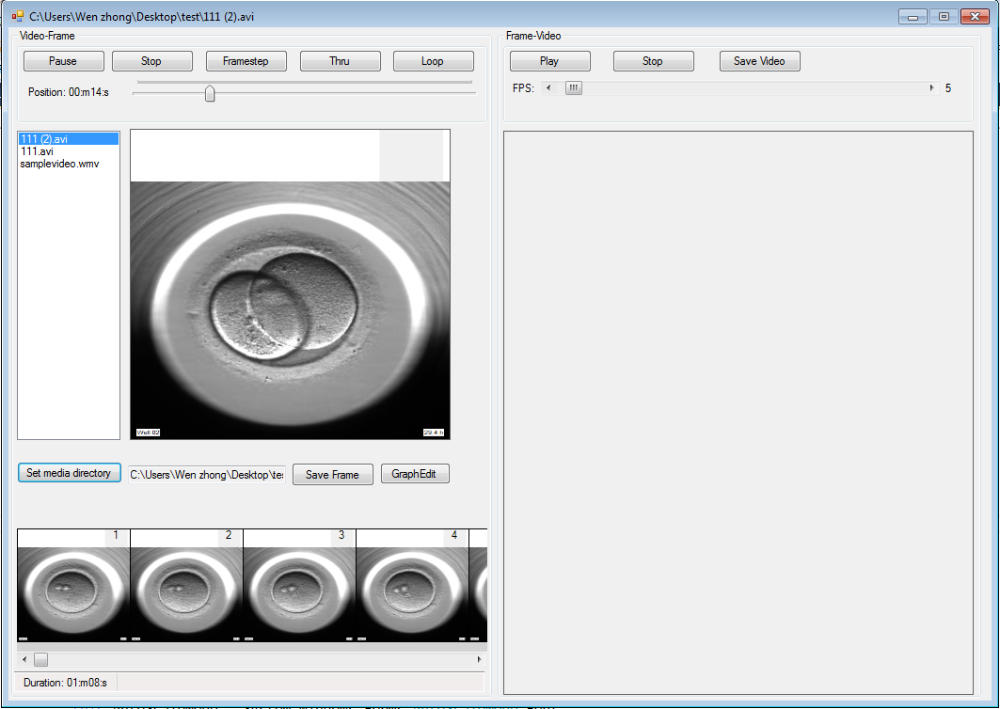 C:\Users\Wen zhong\Desktop\test\111 (2).avi
Video-Frame
Pause Stop Framestep Thru Loop
Position: 00:m14:s
111 (2).avi
111.avi
samplevideo.wmv
Well 02 29.4 h
Set media directory C:\Users\Wen zhong\Desktop\te Save Frame GraphEdit
1 2 3 4
Duration: 01:m08:s
Frame-Video
Play Stop Save Video
FPS: 5